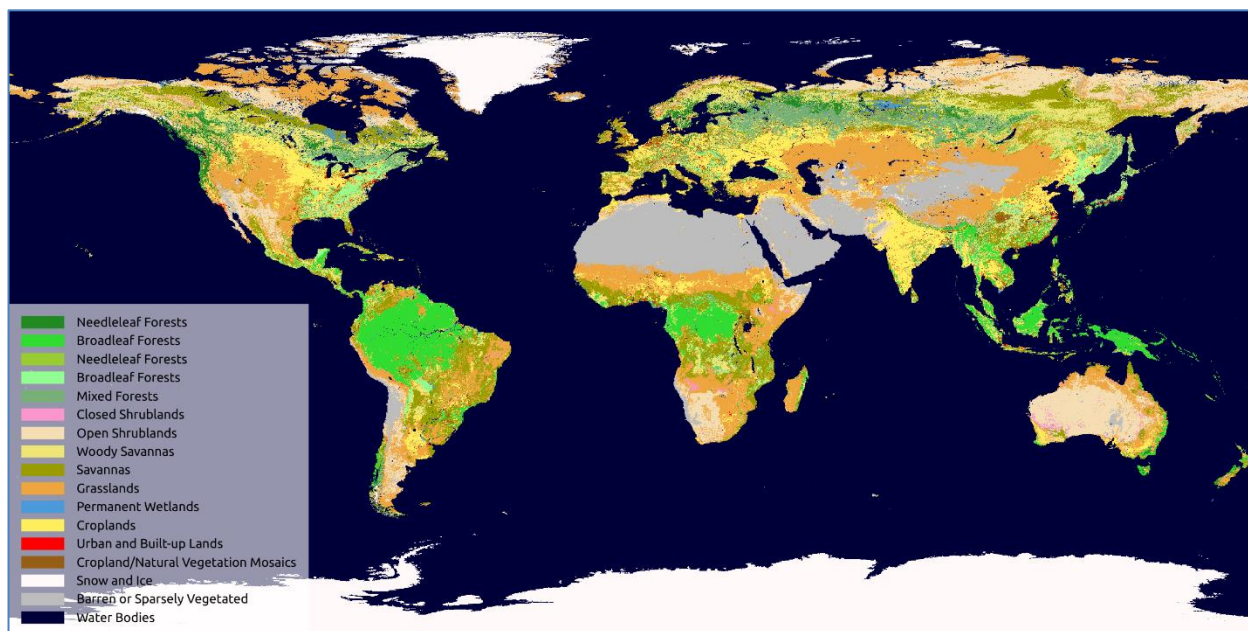 Needleleaf Forests
Broadleaf Forests
Needleleaf Forests
Broadleaf Forests
Mixed Forests
Closed Shrublands
Open Shrublands
Woody Savannas
Savannas
Grasslands
Permanent Wetlands
Croplands
Urban and Built-up Lands
Cropland/Natural Vegetation Mosaics
Snow and Ice
Barren or Sparsely Vegetated
Water Bodies